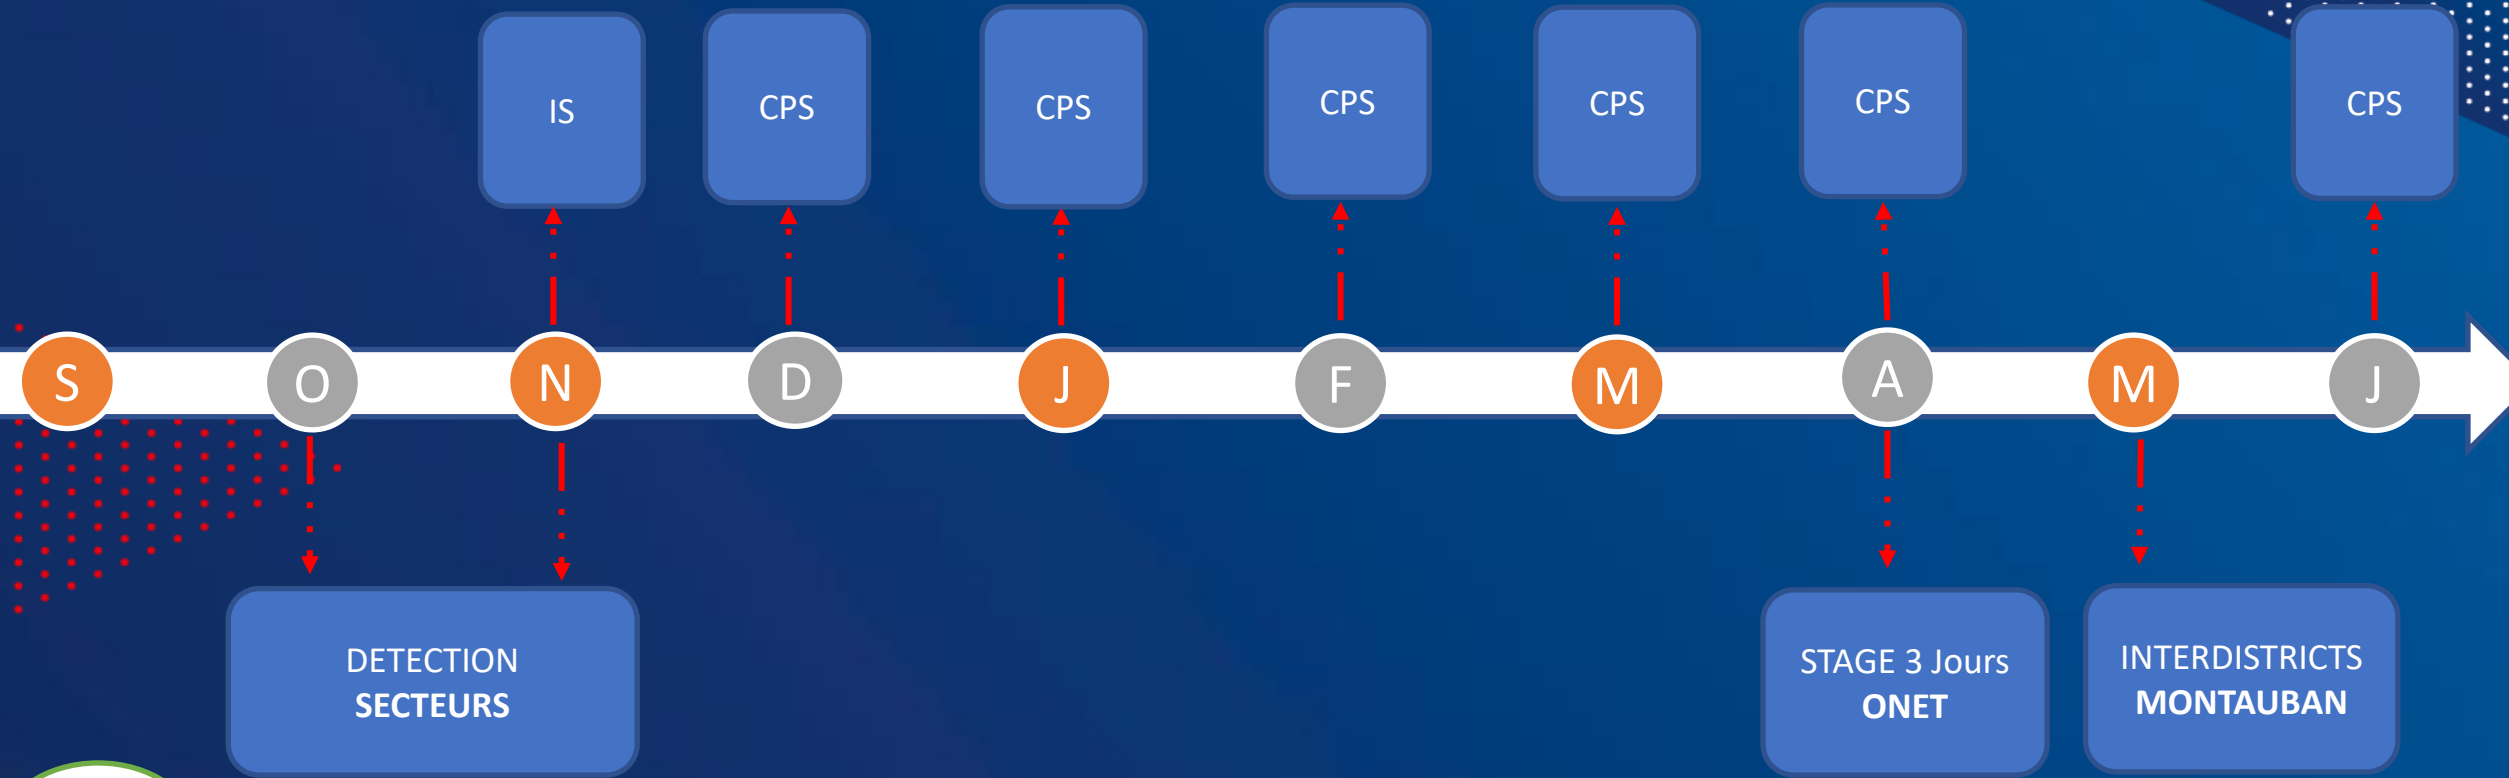 IS
CPS
CPS
CPS
CPS
CPS
CPS
S
O
N
D
J
F
M
A
M
J
DETECTION
SECTEURS
STAGE 3 Jours
ONET
INTERDISTRICTS
MONTAUBAN